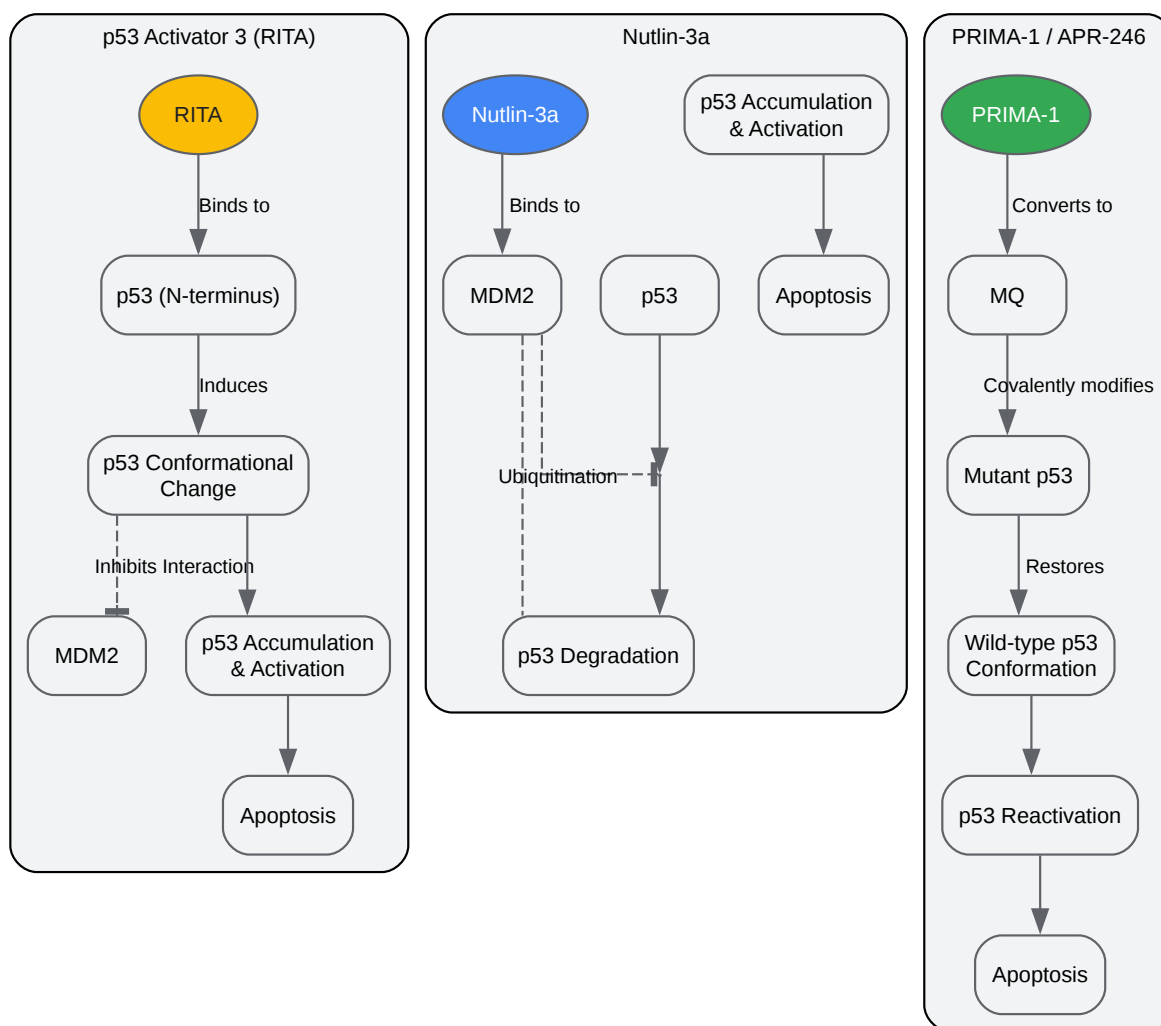 p53 Activator 3 (RITA)
RITA
Binds to
p53 (N-terminus)
Induces
p53 Conformational
Change
Inhibits Interaction
MDM2
p53 Accumulation
& Activation
Apoptosis
Nutlin-3a
Nutlin-3a
p53 Accumulation
& Activation
Binds to
MDM2
p53
Apoptosis
Ubiquitination
p53 Degradation
PRIMA-1 / APR-246
PRIMA-1
Converts to
MQ
Covalently modifies
Mutant p53
Restores
Wild-type p53
Conformation
p53 Reactivation
Apoptosis